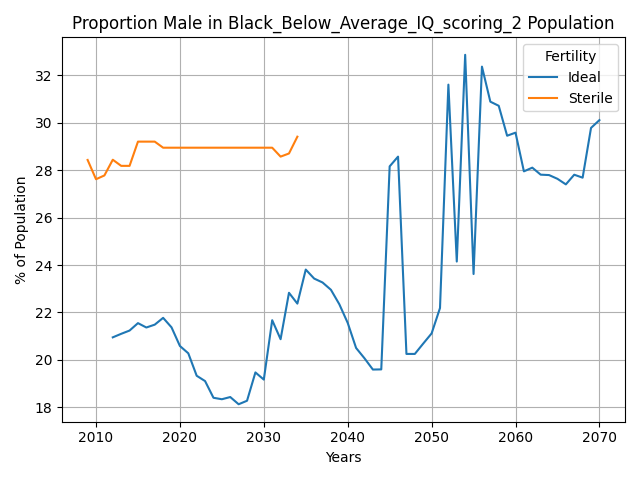 Proportion Male in Black_Below_Average_IQ_scoring_2 Population
Fertility
Ideal
Sterile
% of Population
32
30
28
26
24
22
20
18
2010 2020 2030 2040 2050 2060 2070
Years